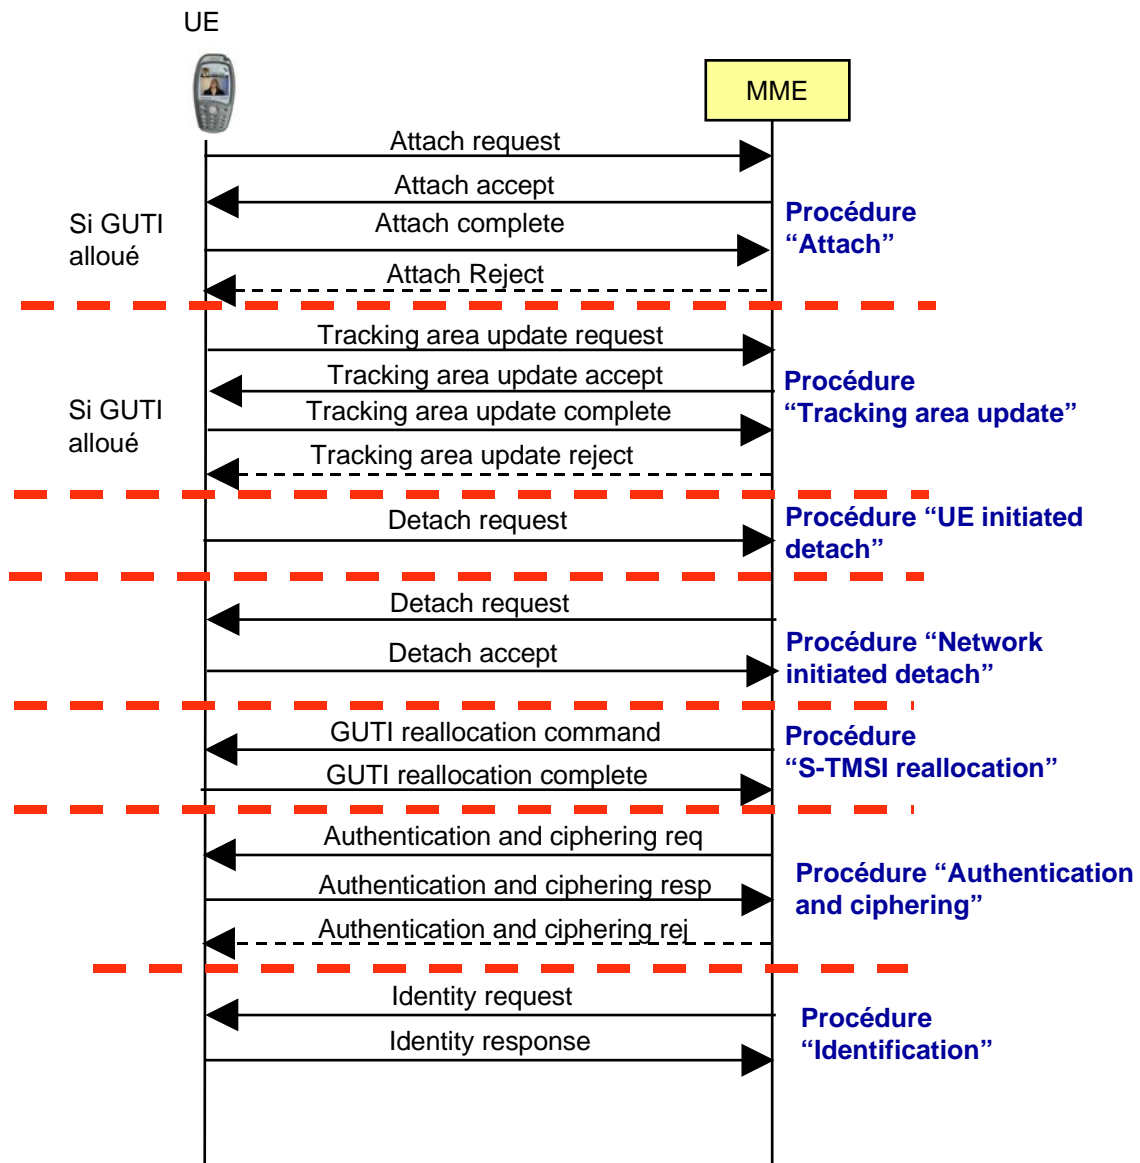 UE
MME
Attach request
Attach accept
Si GUTI
alloué
Attach complete
Attach Reject
Procédure
“Attach”
Tracking area update request
Tracking area update accept
Si GUTI
alloué
Tracking area update complete
Tracking area update reject
Procédure
“Tracking area update”
Detach request
Procédure “UE initiated
detach”
Detach request
Detach accept
Procédure “Network
initiated detach”
GUTI reallocation command
GUTI reallocation complete
Procédure
“S-TMSI reallocation”
Authentication and ciphering req
Authentication and ciphering resp
Authentication and ciphering rej
Procédure “Authentication
and ciphering”
Identity request
Identity response
Procédure
“Identification”